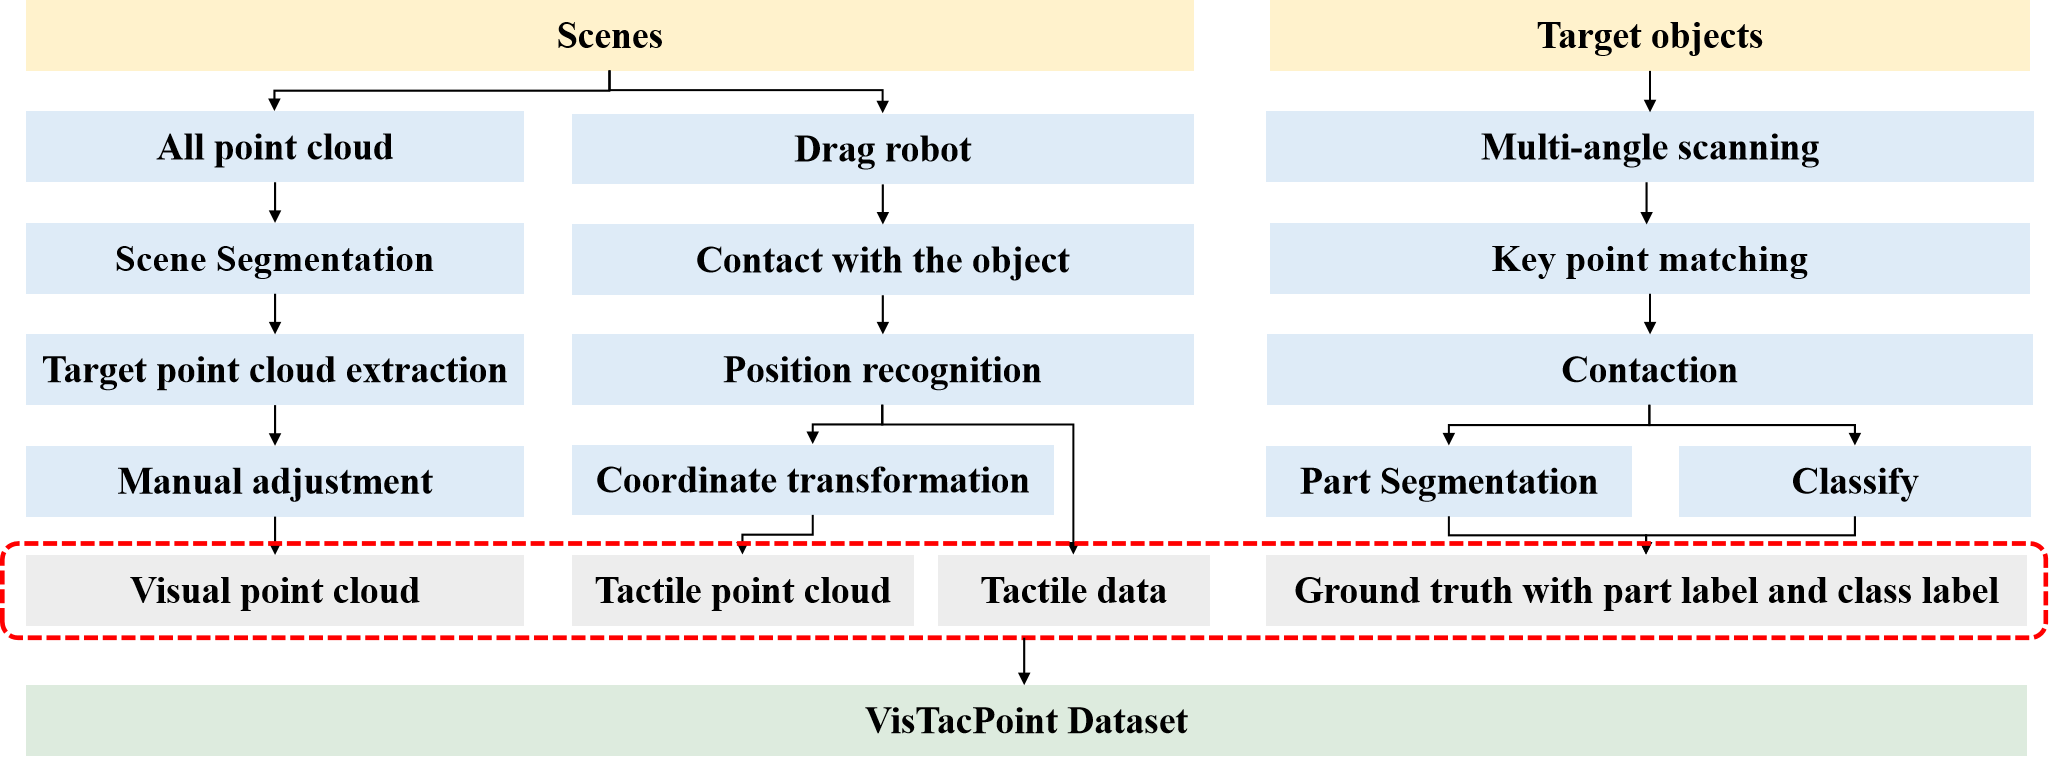 Scenes
Target objects
All point cloud
Drag robot
Multi-angle scanning
Scene Segmentation
Contact with the object
Key point matching
Target point cloud extraction
Position recognition
Contaction
Manual adjustment
Coordinate transformation
Part Segmentation
Classify
Visual point cloud
Tactile point cloud
Tactile data
Ground truth with part label and class label
VisTacPoint Dataset